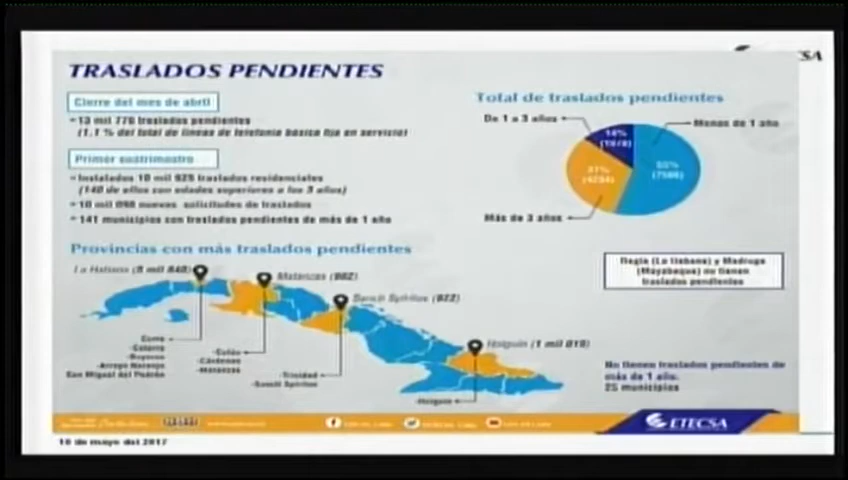 ETECSA
TRASLADOS PENDIENTES
Cierre del mes de abril
- 13 mil 776 traslados pendientes
(1.1 % del total de líneas de telefonía básica fija en servicio)
Primer cuatrimestre
- Instalados 10 mil 925 traslados residenciales
(140 de ellos con edades superiores a los 3 años)
- 10 mil 098 nuevas solicitudes de traslados
- 141 municipios con traslados pendientes de más de 1 año
Total de traslados pendientes
De 1 a 3 años
Menos de 1 año
14%
55%
31%
Más de 3 años
Provincias con más traslados pendientes
La Habana
Matanzas
Sancti Spíritus
Holguín
Regla (La Habana) y Madruga
(Mayabeque) no tienen
traslados pendientes
-Cotorro
-Boyeros
-Arroyo Naranjo
San Miguel del Padrón
-Colón
-Cárdenas
-Matanzas
-Trinidad
-Sancti Spíritus
-Holguín
No tienen traslados pendientes de
más de 1 año.
25 municipios
ETECSA
10 de mayo del 2017